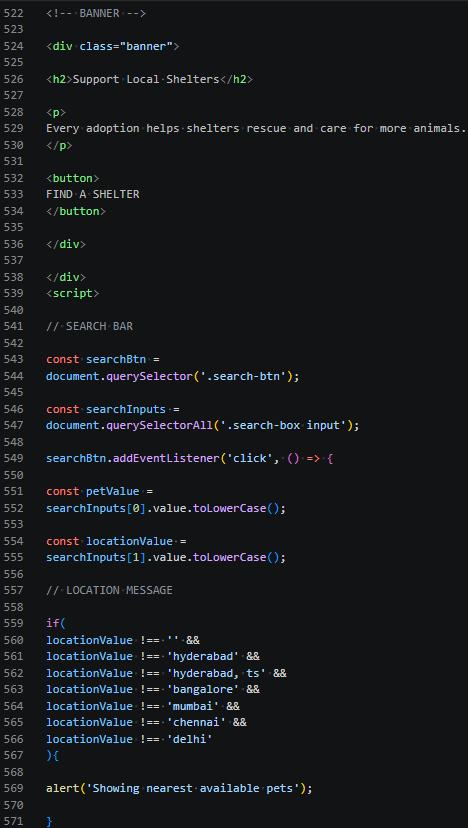 522 <!-- BANNER -->
523
524 <div class="banner">
525
526 <h2>Support Local Shelters</h2>
527
528 <p>
529 Every adoption helps shelters rescue and care for more animals.
530 </p>
531
532 <button>
533 FIND A SHELTER
534 </button>
535
536 </div>
537
538 </div>
539 <script>
540
541 // SEARCH BAR
542
543 const searchBtn =
544 document.querySelector('.search-btn');
545
546 const searchInputs =
547 document.querySelectorAll('.search-box input');
548
549 searchBtn.addEventListener('click', () => {
550
551 const petValue =
552 searchInputs[0].value.toLowerCase();
553
554 const locationValue =
555 searchInputs[1].value.toLowerCase();
556
557 // LOCATION MESSAGE
558
559 if(
560 locationValue !== '' &&
561 locationValue !== 'hyderabad' &&
562 locationValue !== 'hyderabad, ts' &&
563 locationValue !== 'bangalore' &&
564 locationValue !== 'mumbai' &&
565 locationValue !== 'chennai' &&
566 locationValue !== 'delhi'
567 ){
568
569 alert('Showing nearest available pets');
570
571 }